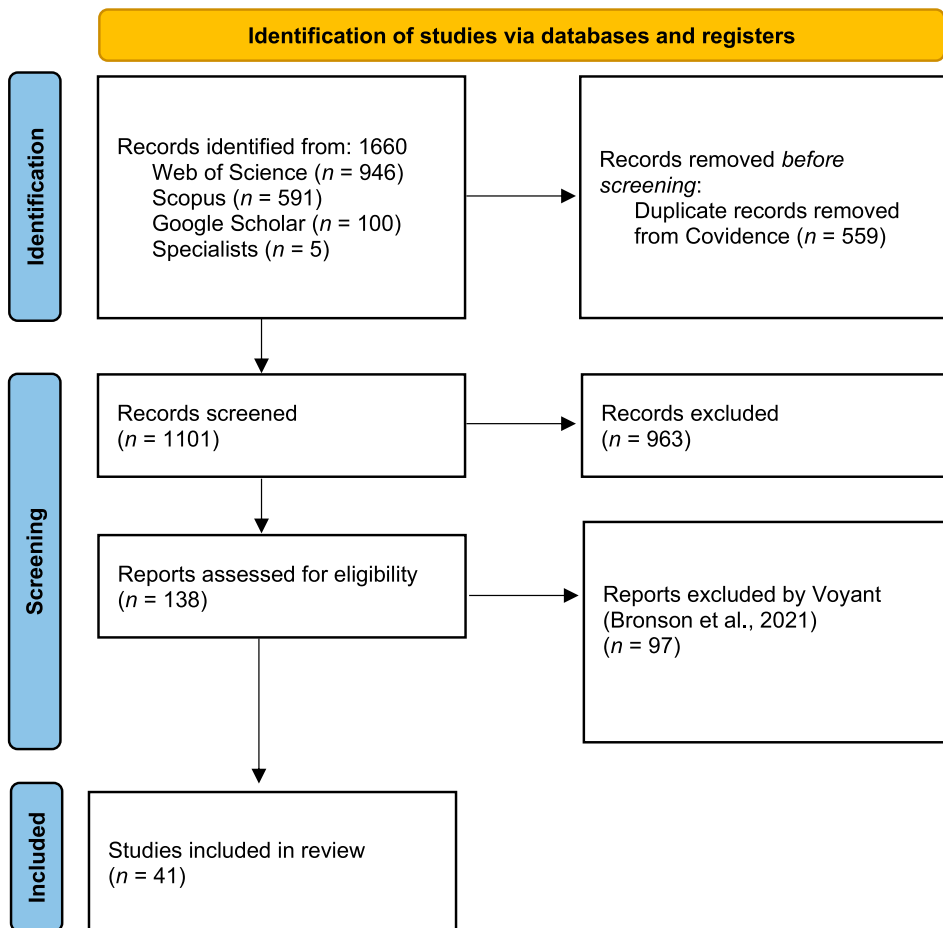 Identification of studies via databases and registers
Identification
Records identified from: 1660
Web of Science (n = 946)
Scopus (n = 591)
Google Scholar (n = 100)
Specialists (n = 5)
Records removed before
screening:
Duplicate records removed
from Covidence (n = 559)
Screening
Records screened
(n = 1101)
Records excluded
(n = 963)
Reports assessed for eligibility
(n = 138)
Reports excluded by Voyant
(Bronson et al., 2021)
(n = 97)
Included
Studies included in review
(n = 41)